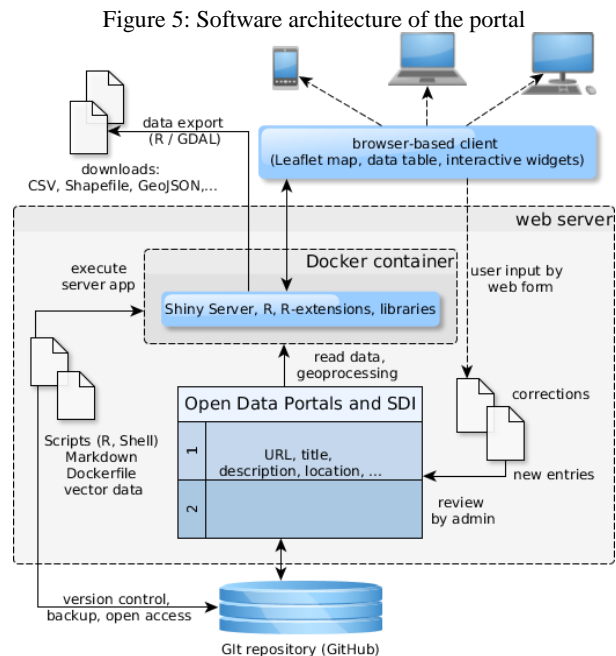 Figure 5: Software architecture of the portal
data export
(R / GDAL)
downloads:
CSV, Shapefile, GeoJSON,...
browser-based client
(Leaflet map, data table, interactive widgets)
web server
execute
server app
Docker container
user input by
web form
Shiny Server, R, R-extensions, libraries
read data,
geoprocessing
Open Data Portals and SDI
corrections
1
URL, title,
description, location, ...
Scripts (R, Shell)
Markdown
Dockerfile
vector data
new entries
2
review
by admin
version control,
backup, open access
GIt repository (GitHub)